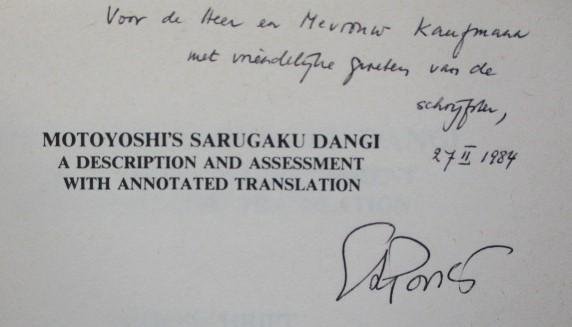 Voor de Heer en Mevrouw Kaufmann
met vriendelijke groeten van de
schrijfster,
27 II 1984
MOTOYOSHI'S SARUGAKU DANGI
A DESCRIPTION AND ASSESSMENT
WITH ANNOTATED TRANSLATION